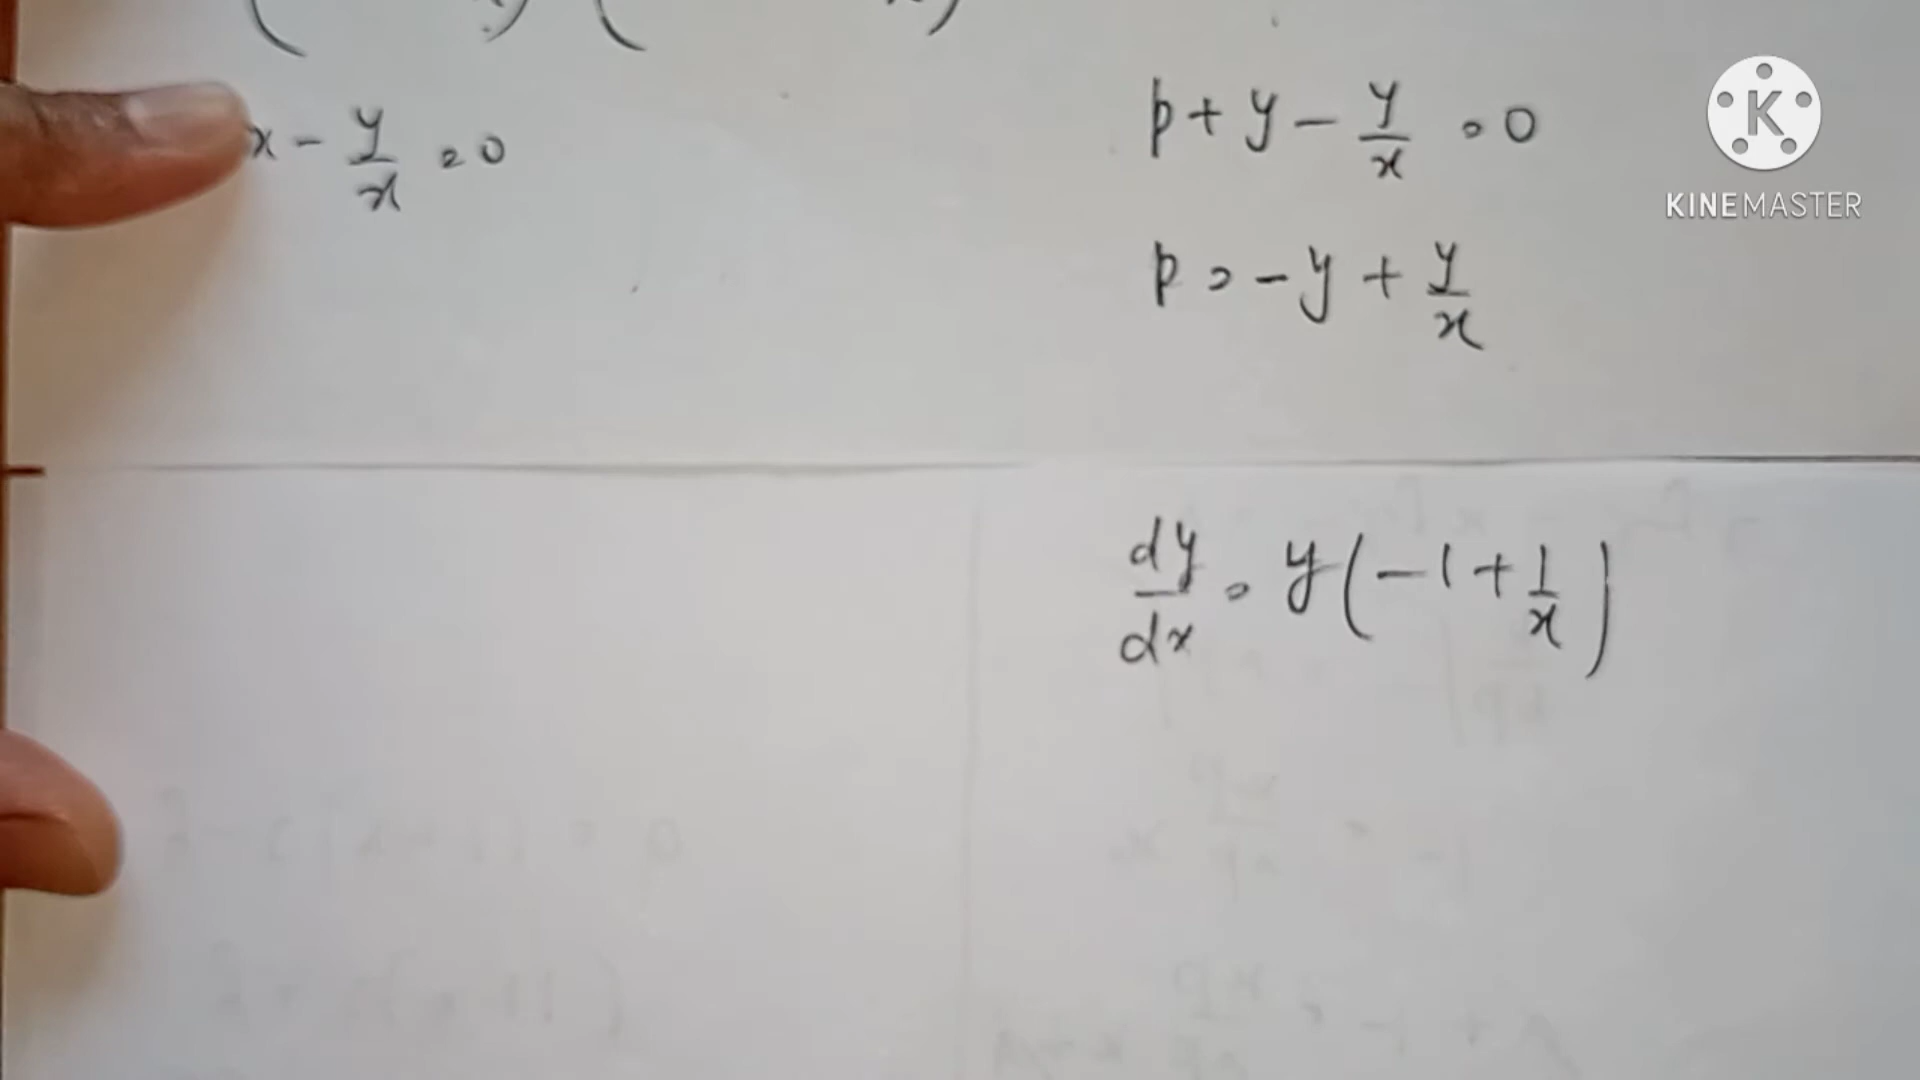 x - y/x = 0
p + y - y/x = 0
p = -y + y/x
dy/dx = y(-1 + 1/x)
KINEMASTER